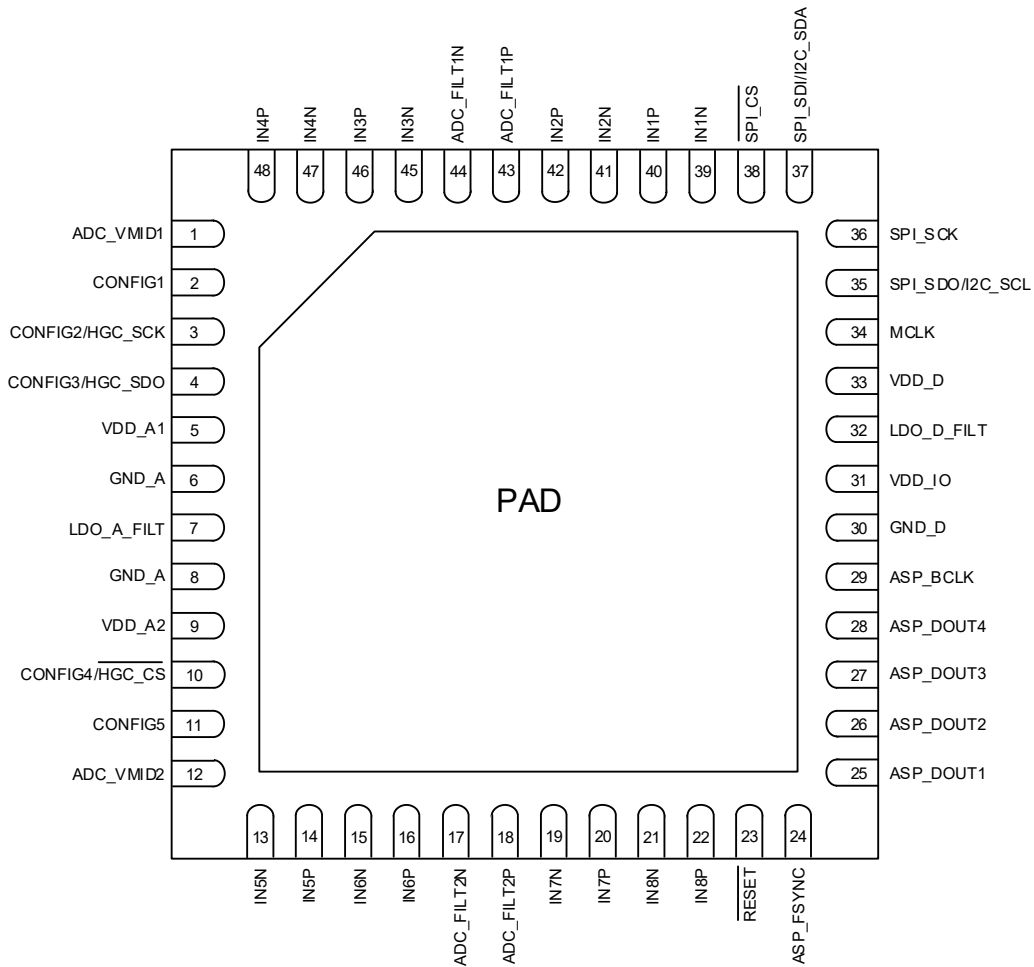 IN4P
IN4N
IN3P
IN3N
ADC_FILT1N
ADC_FILT1P
IN2P
IN2N
IN1P
IN1N
SPI_CS
SPI_SDI/I2C_SDA
48
47
46
45
44
43
42
41
40
39
38
37
ADC_VMID1 1
CONFIG1 2
CONFIG2/HGC_SCK 3
CONFIG3/HGC_SDO 4
VDD_A1 5
GND_A 6
LDO_A_FILT 7
GND_A 8
VDD_A2 9
CONFIG4/HGC_CS 10
CONFIG5 11
ADC_VMID2 12
PAD
36 SPI_SCK
35 SPI_SDO/I2C_SCL
34 MCLK
33 VDD_D
32 LDO_D_FILT
31 VDD_IO
30 GND_D
29 ASP_BCLK
28 ASP_DOUT4
27 ASP_DOUT3
26 ASP_DOUT2
25 ASP_DOUT1
13
14
15
16
17
18
19
20
21
22
23
24
IN5N
IN5P
IN6N
IN6P
ADC_FILT2N
ADC_FILT2P
IN7N
IN7P
IN8N
IN8P
RESET
ASP_FSYNC